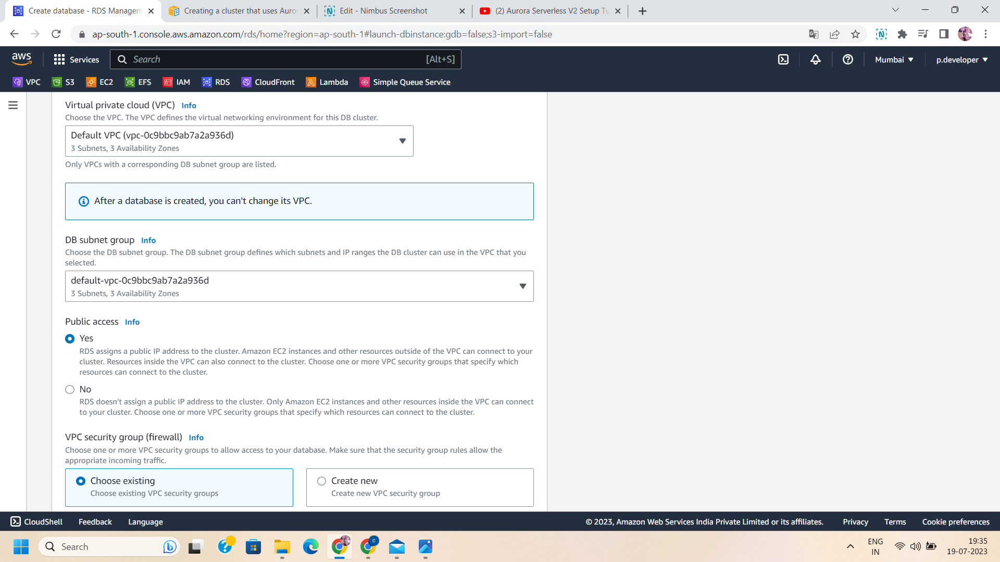 Create database - RDS Managem
Creating a cluster that uses Auror
Edit - Nimbus Screenshot
(2) Aurora Serverless V2 Setup Tu
ap-south-1.console.aws.amazon.com/rds/home?region=ap-south-1#launch-dbinstance:gdb=false;s3-import=false
aws
Services
Search
[Alt+S]
Mumbai
p.developer
VPC
S3
EC2
EFS
IAM
RDS
CloudFront
Lambda
Simple Queue Service
Virtual private cloud (VPC) Info
Choose the VPC. The VPC defines the virtual networking environment for this DB cluster.
Default VPC (vpc-0c9bbc9ab7a2a936d)
3 Subnets, 3 Availability Zones
Only VPCs with a corresponding DB subnet group are listed.
After a database is created, you can't change its VPC.
DB subnet group Info
Choose the DB subnet group. The DB subnet group defines which subnets and IP ranges the DB cluster can use in the VPC that you
selected.
default-vpc-0c9bbc9ab7a2a936d
3 Subnets, 3 Availability Zones
Public access Info
Yes
RDS assigns a public IP address to the cluster. Amazon EC2 instances and other resources outside of the VPC can connect to your
cluster. Resources inside the VPC can also connect to the cluster. Choose one or more VPC security groups that specify which
resources can connect to the cluster.
No
RDS doesn't assign a public IP address to the cluster. Only Amazon EC2 instances and other resources inside the VPC can connect
to your cluster. Choose one or more VPC security groups that specify which resources can connect to the cluster.
VPC security group (firewall) Info
Choose one or more VPC security groups to allow access to your database. Make sure that the security group rules allow the
appropriate incoming traffic.
Choose existing
Choose existing VPC security groups
Create new
Create new VPC security group
CloudShell
Feedback
Language
© 2023, Amazon Web Services India Private Limited or its affiliates.
Privacy
Terms
Cookie preferences
Search
ENG
IN
19:35
19-07-2023